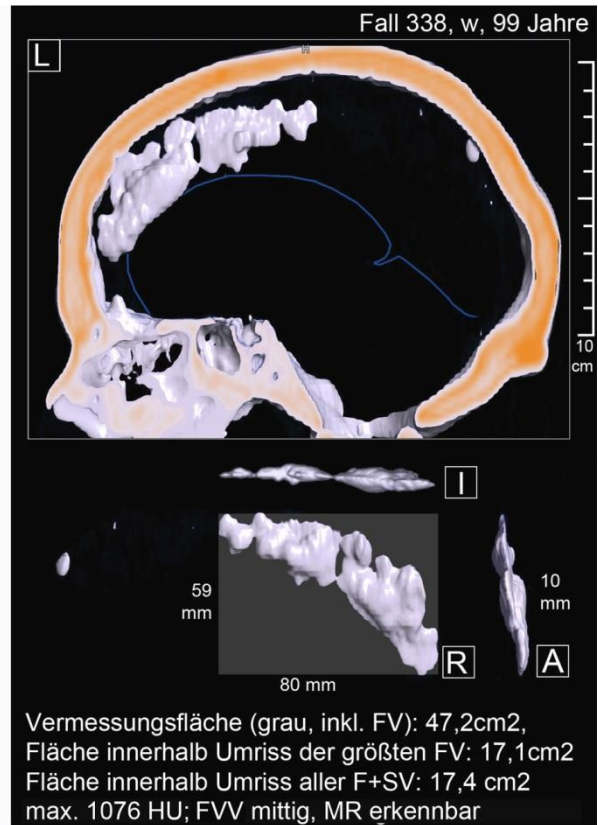 Fall 338, w, 99 Jahre
L
H
10
cm
I
59
mm
10
mm
R
A
80 mm
Vermessungsfläche (grau, inkl. FV): 47,2cm2,
Fläche innerhalb Umriss der größten FV: 17,1cm2
Fläche innerhalb Umriss aller F+SV: 17,4 cm2
max. 1076 HU; FVV mittig, MR erkennbar